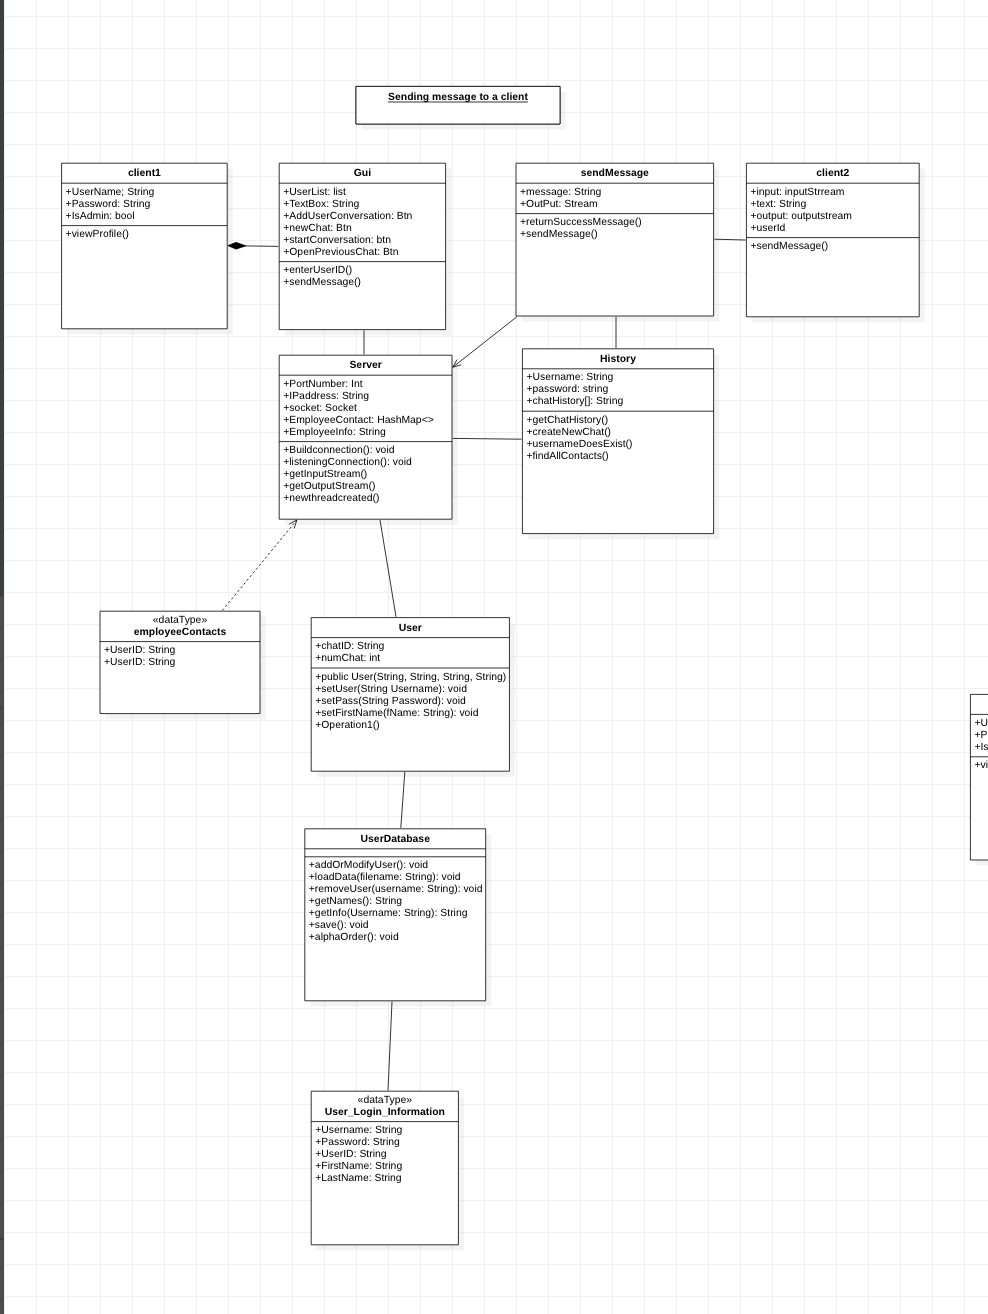 Sending message to a client
client1
+UserName; String
+Password: String
+IsAdmin: bool
+viewProfile()
Gui
+UserList: list
+TextBox: String
+AddUserConversation: Btn
+newChat: Btn
+startConversation: btn
+OpenPreviousChat: Btn
+enterUserID()
+sendMessage()
sendMessage
+message: String
+OutPut: Stream
+returnSuccessMessage()
+sendMessage()
client2
+input: inputStrream
+text: String
+output: outputstream
+userId
+sendMessage()
Server
+PortNumber: Int
+IPaddress: String
+socket: Socket
+EmployeeContact: HashMap<>
+EmployeeInfo: String
+Buildconnection(): void
+listeningConnection(): void
+getInputStream()
+getOutputStream()
+newthreadcreated()
History
+Username: String
+password: string
+chatHistory[]: String
+getChatHistory()
+createNewChat()
+usernameDoesExist()
+findAllContacts()
«dataType»
employeeContacts
+UserID: String
+UserID: String
User
+chatID: String
+numChat: int
+public User(String, String, String, String)
+setUser(String Username): void
+setPass(String Password): void
+setFirstName(fName: String): void
+Operation1()
+U
+P
+Is
+vi
UserDatabase
+addOrModifyUser(): void
+loadData(filename: String): void
+removeUser(username: String): void
+getNames(): String
+getInfo(Username: String): String
+save(): void
+alphaOrder(): void
«dataType»
User_Login_Information
+Username: String
+Password: String
+UserID: String
+FirstName: String
+LastName: String